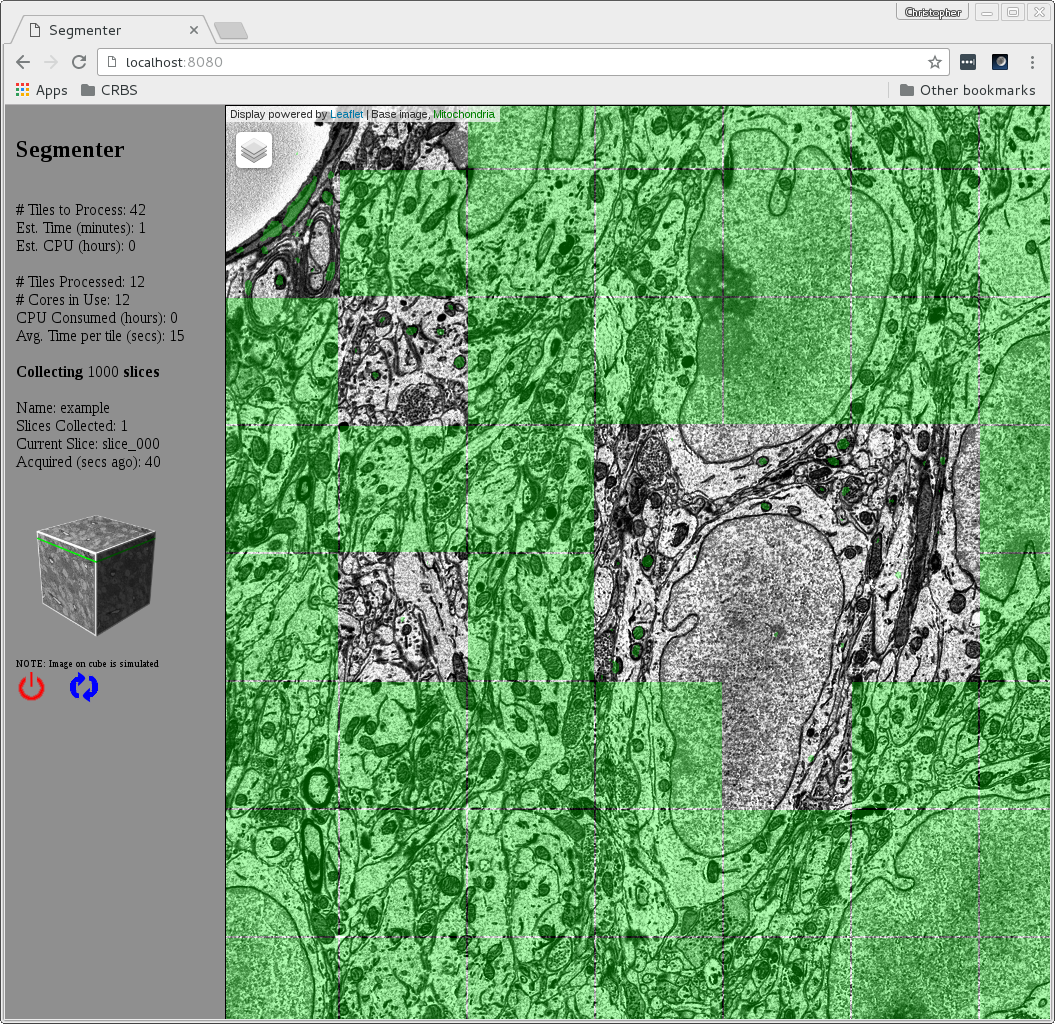 Christopher
Segmenter
localhost:8080
Apps CRBS Other bookmarks
Display powered by Leaflet | Base image, Mitochondria
Segmenter
# Tiles to Process: 42
Est. Time (minutes): 1
Est. CPU (hours): 0
# Tiles Processed: 12
# Cores in Use: 12
CPU Consumed (hours): 0
Avg. Time per tile (secs): 15
Collecting 1000 slices
Name: example
Slices Collected: 1
Current Slice: slice_000
Acquired (secs ago): 40
NOTE: Image on cube is simulated